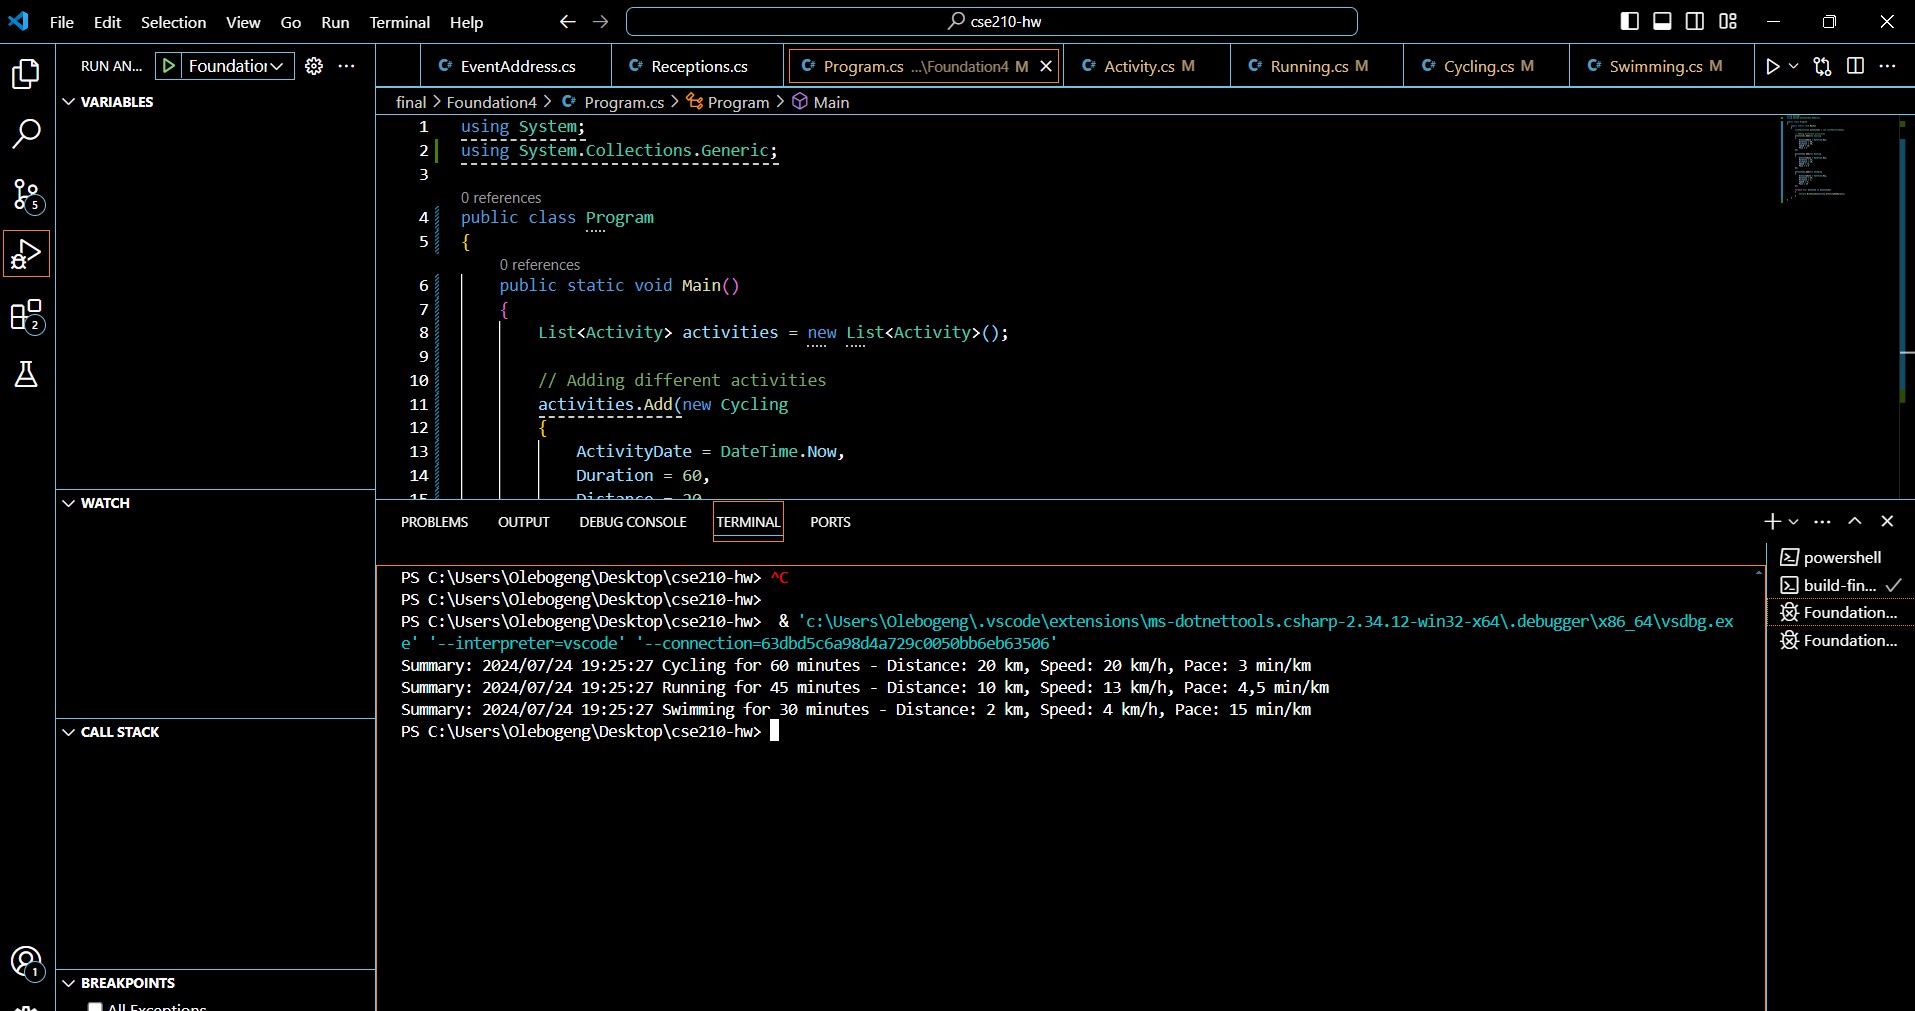 File Edit Selection View Go Run Terminal Help
cse210-hw
RUN AN... Foundation
EventAddress.cs Receptions.cs Program.cs ...\Foundation4 M Activity.cs M Running.cs M Cycling.cs M Swimming.cs M
VARIABLES
final > Foundation4 > Program.cs > Program > Main
1 using System;
2 using System.Collections.Generic;
3
0 references
4 public class Program
5 {
0 references
6 public static void Main()
7 {
8 List<Activity> activities = new List<Activity>();
9
10 // Adding different activities
11 activities.Add(new Cycling
12 {
13 ActivityDate = DateTime.Now,
14 Duration = 60,
15 Distance = 20
5
2
WATCH
CALL STACK
BREAKPOINTS
All Exceptions
1
PROBLEMS OUTPUT DEBUG CONSOLE TERMINAL PORTS
PS C:\Users\Olebogeng\Desktop\cse210-hw> ^C
PS C:\Users\Olebogeng\Desktop\cse210-hw>
PS C:\Users\Olebogeng\Desktop\cse210-hw> & 'c:\Users\Olebogeng\.vscode\extensions\ms-dotnettools.csharp-2.34.12-win32-x64\.debugger\x86_64\vsdbg.ex
e' '--interpreter=vscode' '--connection=63dbd5c6a98d4a729c0050bb6eb63506'
Summary: 2024/07/24 19:25:27 Cycling for 60 minutes - Distance: 20 km, Speed: 20 km/h, Pace: 3 min/km
Summary: 2024/07/24 19:25:27 Running for 45 minutes - Distance: 10 km, Speed: 13 km/h, Pace: 4,5 min/km
Summary: 2024/07/24 19:25:27 Swimming for 30 minutes - Distance: 2 km, Speed: 4 km/h, Pace: 15 min/km
PS C:\Users\Olebogeng\Desktop\cse210-hw>
powershell
build-fin...
Foundation...
Foundation...